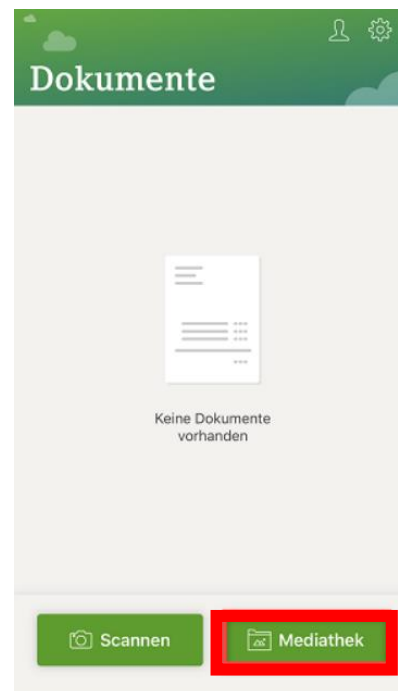 Dokumente
Keine Dokumente
vorhanden
Scannen
Mediathek